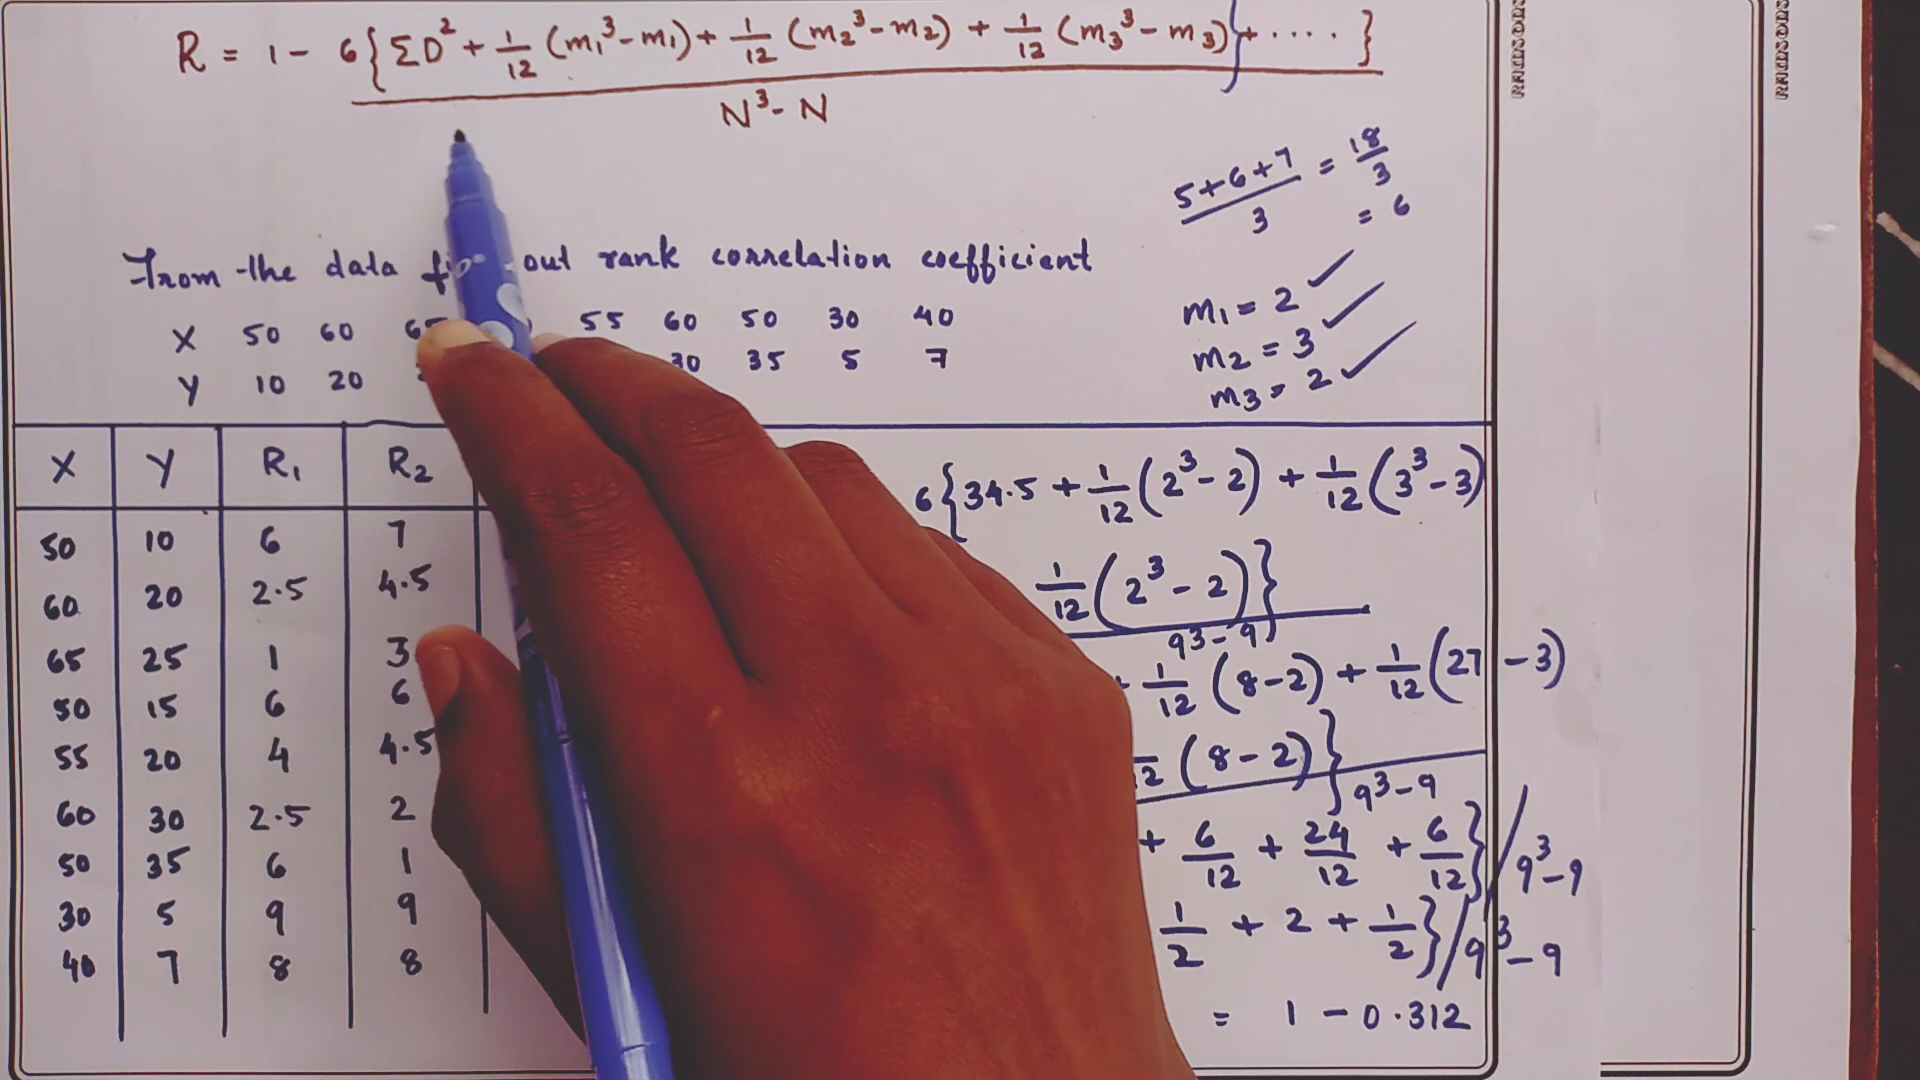 R = 1 - 6{ΣD² + 1/12 (m₁³-m₁) + 1/12 (m₂³-m₂) + 1/12 (m₃³-m₃)} + ....}
N³- N
5+6+7/3 = 18/3
= 6
From the data out rank correlation coefficient
X 50 60 65 55 60 50 30 40
Y 10 20 30 35 5 7
m₁ = 2 ✓
m₂ = 3 ✓
m₃ = 2 ✓
X Y R₁ R₂
50 10 6 7
60 20 2.5 4.5
65 25 1 3
50 15 6 6
55 20 4 4.5
60 30 2.5 2
50 35 6 1
30 5 9 9
40 7 8 8
6{34.5 + 1/12(2³-2) + 1/12(3³-3)
1/12(2³-2)}
9³-9
1/12(8-2) + 1/12(27-3)
(8-2)}
9³-9
+ 6/12 + 24/12 + 6/12}/9³-9
1/2 + 2 + 1/2}/9³-9
= 1 - 0.312